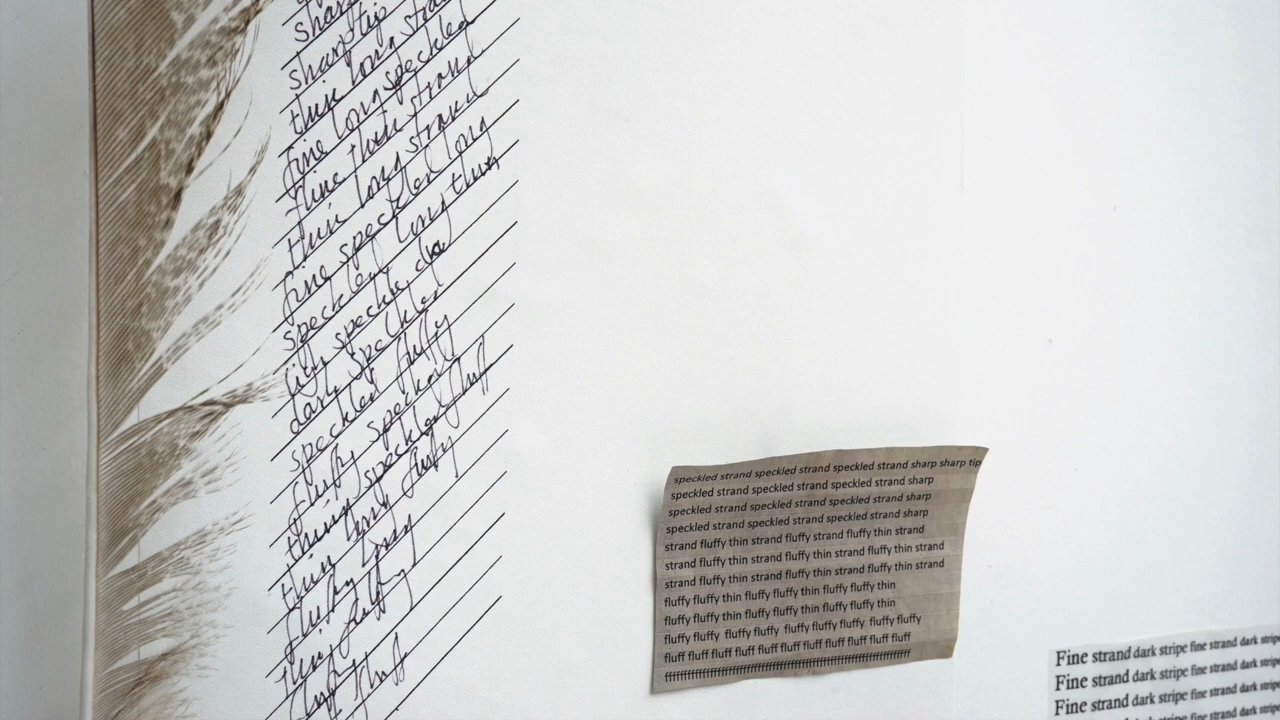 sharp
sharp tip
thin long strand
fine long speckled
fline thin strand
thin long strand
fine speckled long
speckled long thin
speckle
dark speckled
speckled fluffy
fluffy speckou
thing speckled fluff
thin long fluffy
fluffy long
thin fluffy
fluff
speckled strand speckled strand speckled strand sharp sharp tip
speckled strand speckled strand speckled strand sharp
speckled strand speckled strand speckled strand sharp
speckled strand speckled strand speckled strand sharp
strand fluffy thin strand fluffy strand fluffy thin strand
strand fluffy thin strand fluffy thin strand fluffy thin strand
strand fluffy thin strand fluffy thin strand fluffy thin strand
fluffy fluffy thin fluffy fluffy thin fluffy fluffy thin
fluffy fluffy thin fluffy fluffy thin fluffy fluffy thin
fluffy fluffy fluffy fluffy fluffy fluffy fluffy fluffy fluffy
fluff fluff fluff fluff fluff fluff fluff fluff fluff fluff fluff
Fine strand dark stripe fine strand dark stripe
Fine strand dark stripe fine strand dark stripe
Fine strand dark stripe fine strand dark stripe